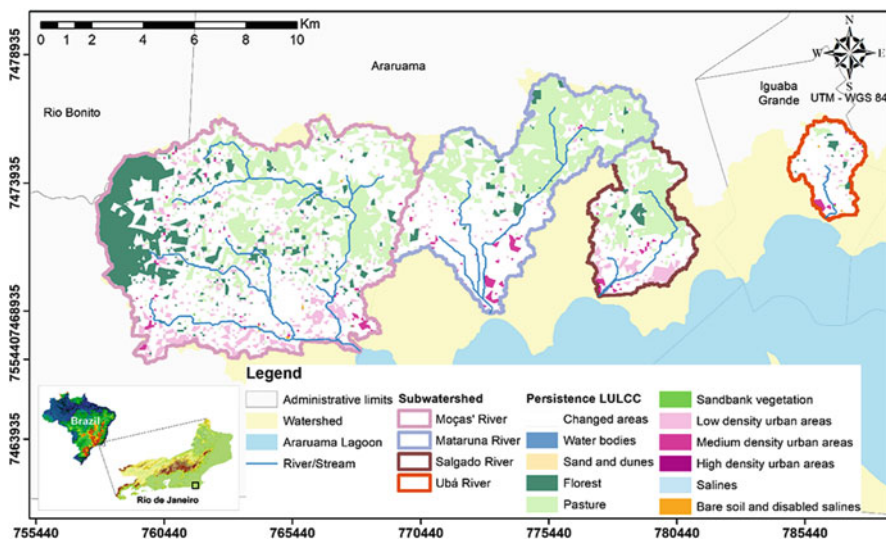 Km
0 1 2 4 6 8 10
N
W E
S
UTM - WGS 84
Araruama
Iguaba
Grande
Rio Bonito
7478935
7473935
7468935
7554407
7463935
Legend
Administrative limits
Watershed
Araruama Lagoon
River/Stream
Subwatershed
Moças' River
Mataruna River
Salgado River
Ubá River
Persistence LULCC
Changed areas
Water bodies
Sand and dunes
Florest
Pasture
Sandbank vegetation
Low density urban areas
Medium density urban areas
High density urban areas
Salines
Bare soil and disabled salines
Brazil
Rio de Janeiro
755440 760440 765440 770440 775440 780440 785440